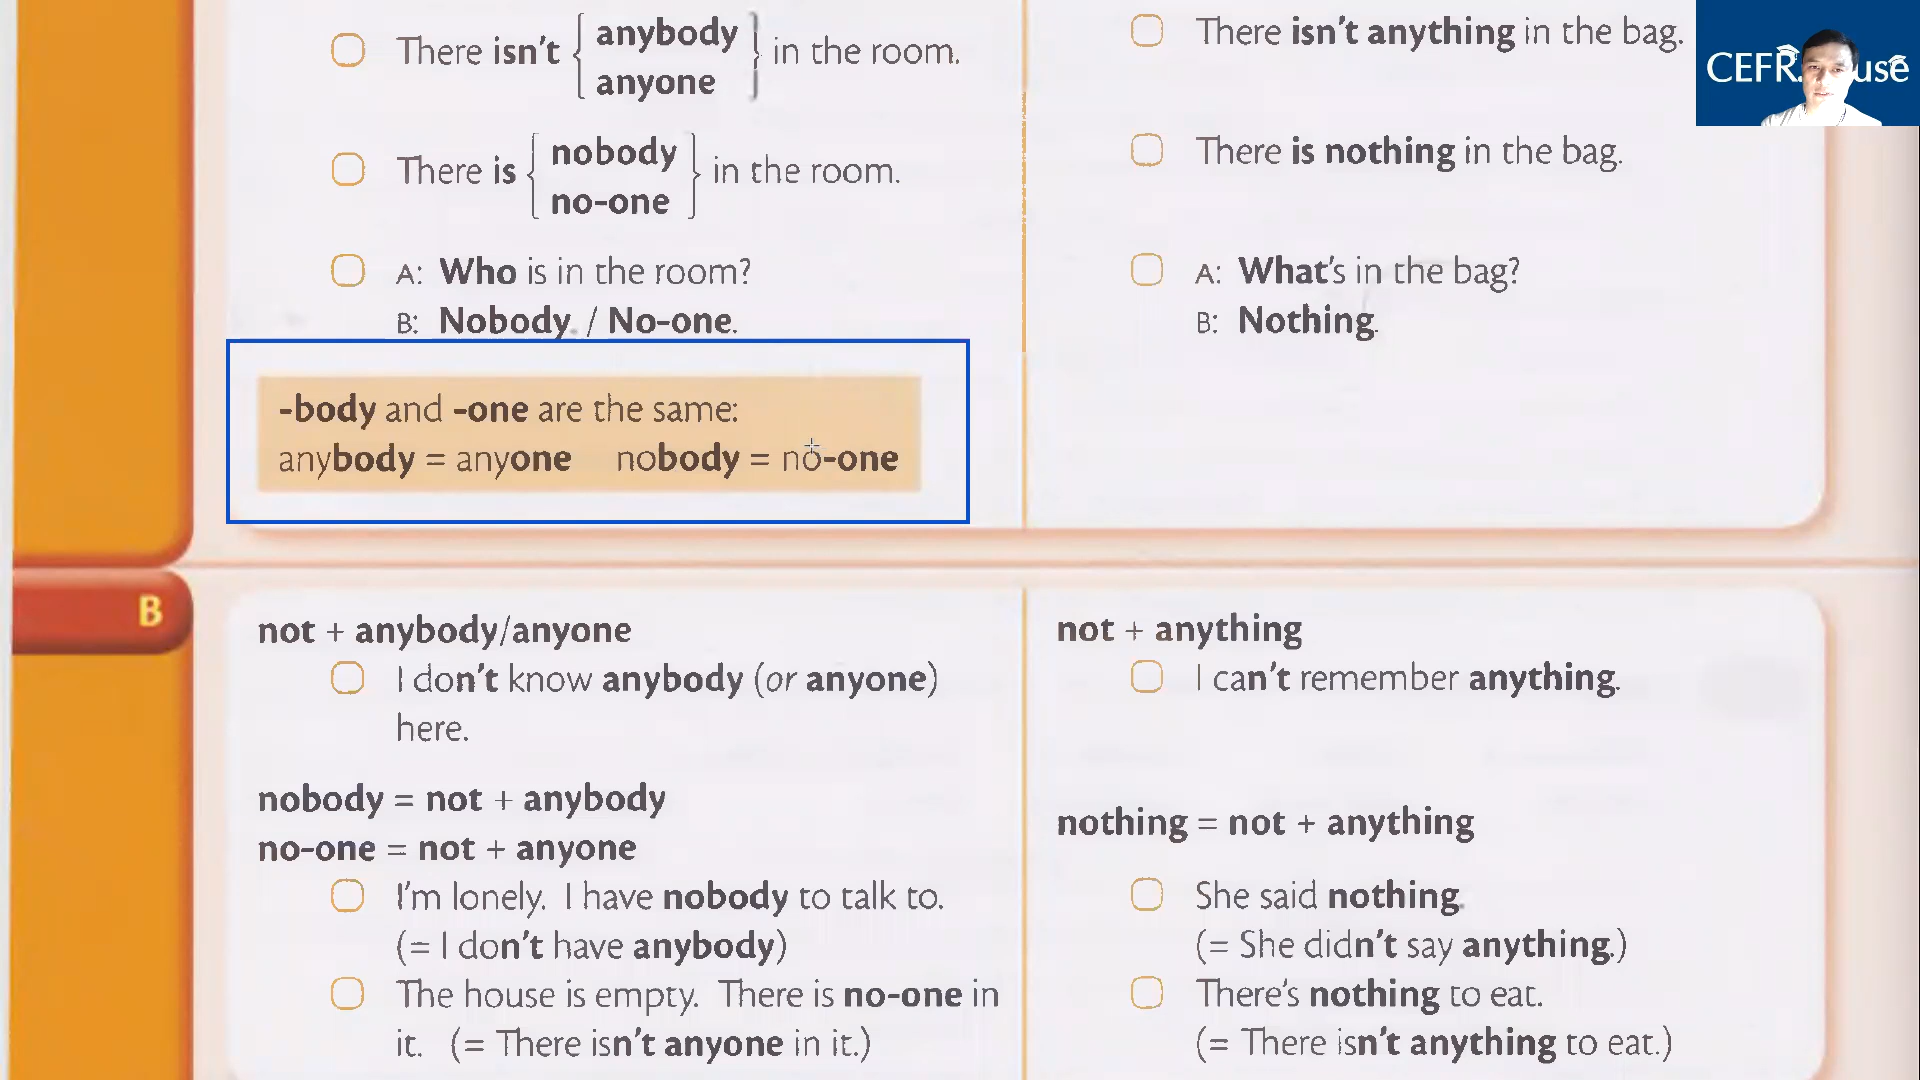 There isn't { anybody } in the room.
anyone
There is { nobody } in the room.
no-one
A: Who is in the room?
B: Nobody. / No-one.
-body and -one are the same:
anybody = anyone nobody = no-one
There isn't anything in the bag.
There is nothing in the bag.
A: What's in the bag?
B: Nothing.
CEFR
use
B
not + anybody/anyone
I don't know anybody (or anyone)
here.
nobody = not + anybody
no-one = not + anyone
I'm lonely. I have nobody to talk to.
(= I don't have anybody)
The house is empty. There is no-one in
it. (= There isn't anyone in it.)
not + anything
I can't remember anything.
nothing = not + anything
She said nothing.
(= She didn't say anything.)
There's nothing to eat.
(= There isn't anything to eat.)